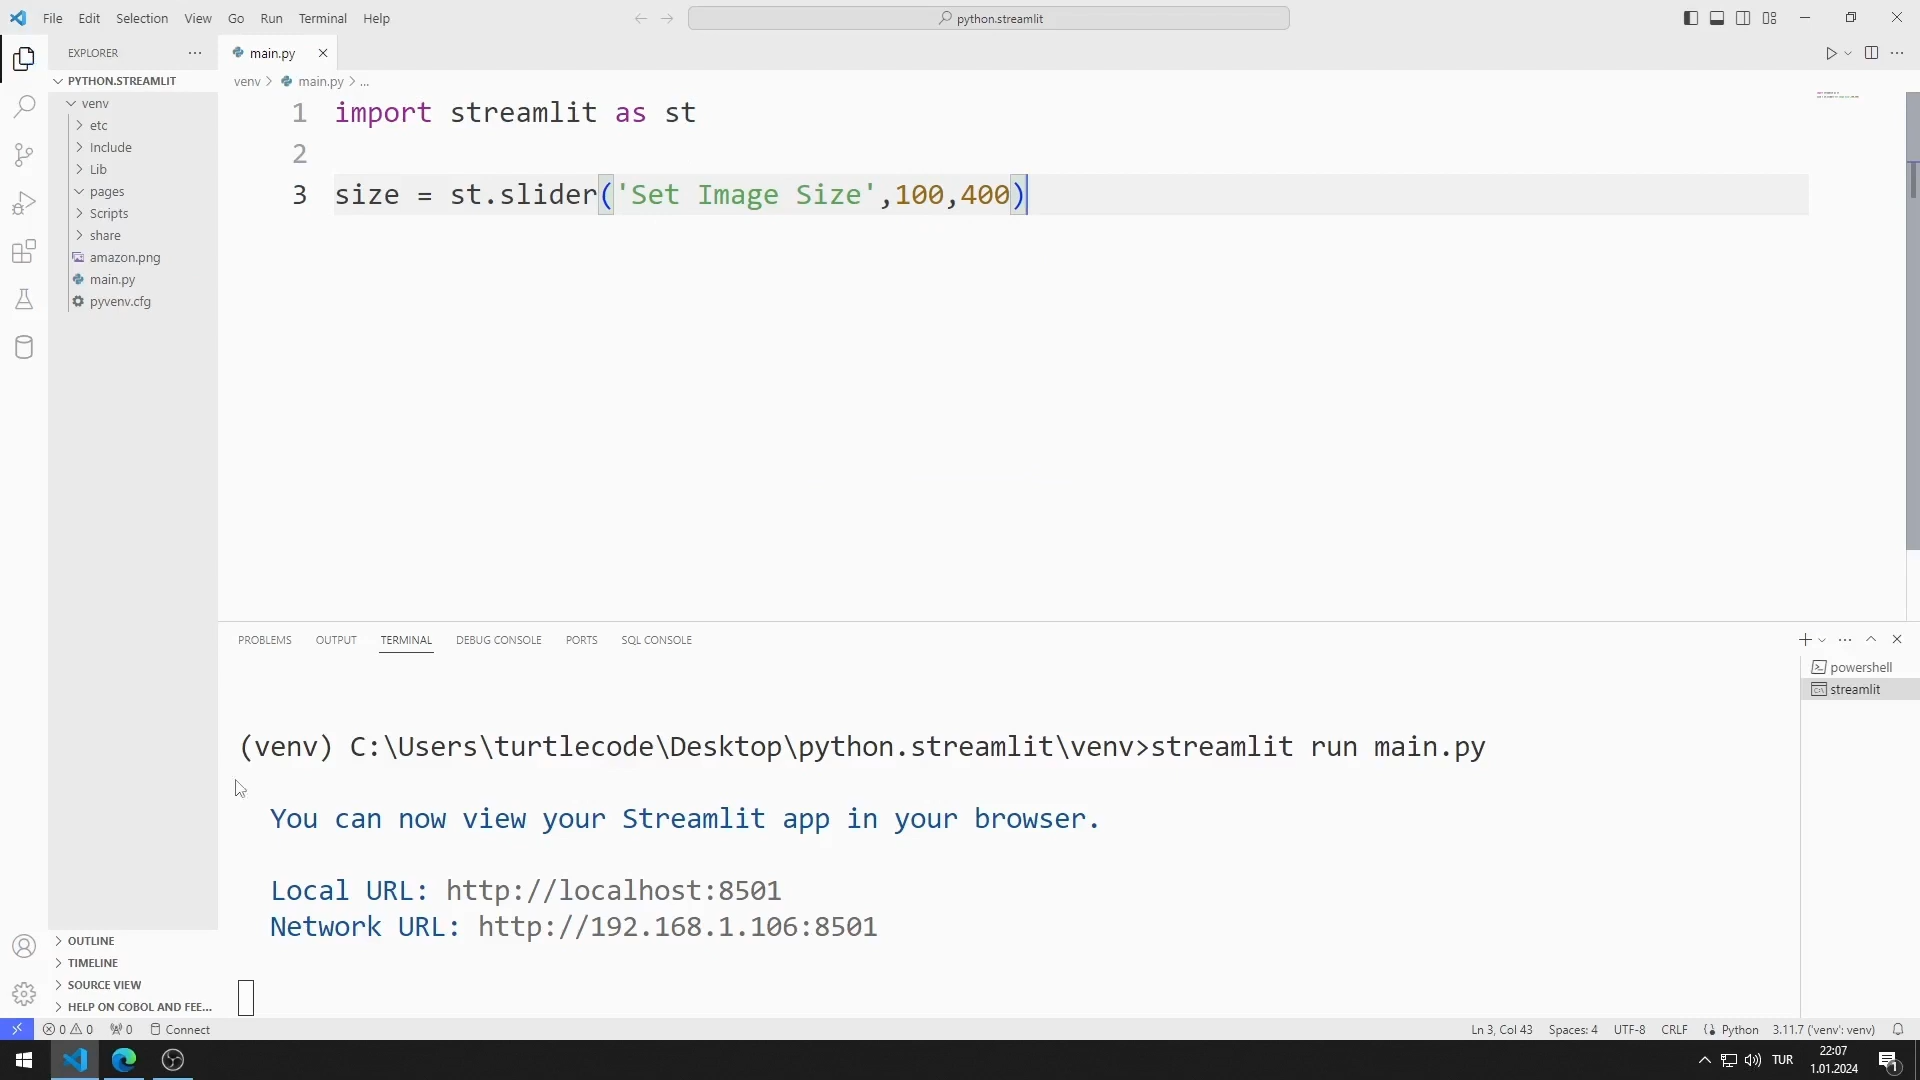 File Edit Selection View Go Run Terminal Help
python.streamlit
EXPLORER
main.py
PYTHON.STREAMLIT
venv > main.py > ...
venv
etc
Include
Lib
pages
Scripts
share
amazon.png
main.py
pyvenv.cfg
1 import streamlit as st
2
3 size = st.slider('Set Image Size',100,400)
PROBLEMS OUTPUT TERMINAL DEBUG CONSOLE PORTS SQL CONSOLE
powershell
streamlit
(venv) C:\Users\turtlecode\Desktop\python.streamlit\venv>streamlit run main.py
You can now view your Streamlit app in your browser.
Local URL: http://localhost:8501
Network URL: http://192.168.1.106:8501
OUTLINE
TIMELINE
SOURCE VIEW
HELP ON COBOL AND FEE...
0 0 0 Connect
Ln 3, Col 43 Spaces: 4 UTF-8 CRLF Python 3.11.7 ('venv': venv)
TUR
22:07
1.01.2024
1